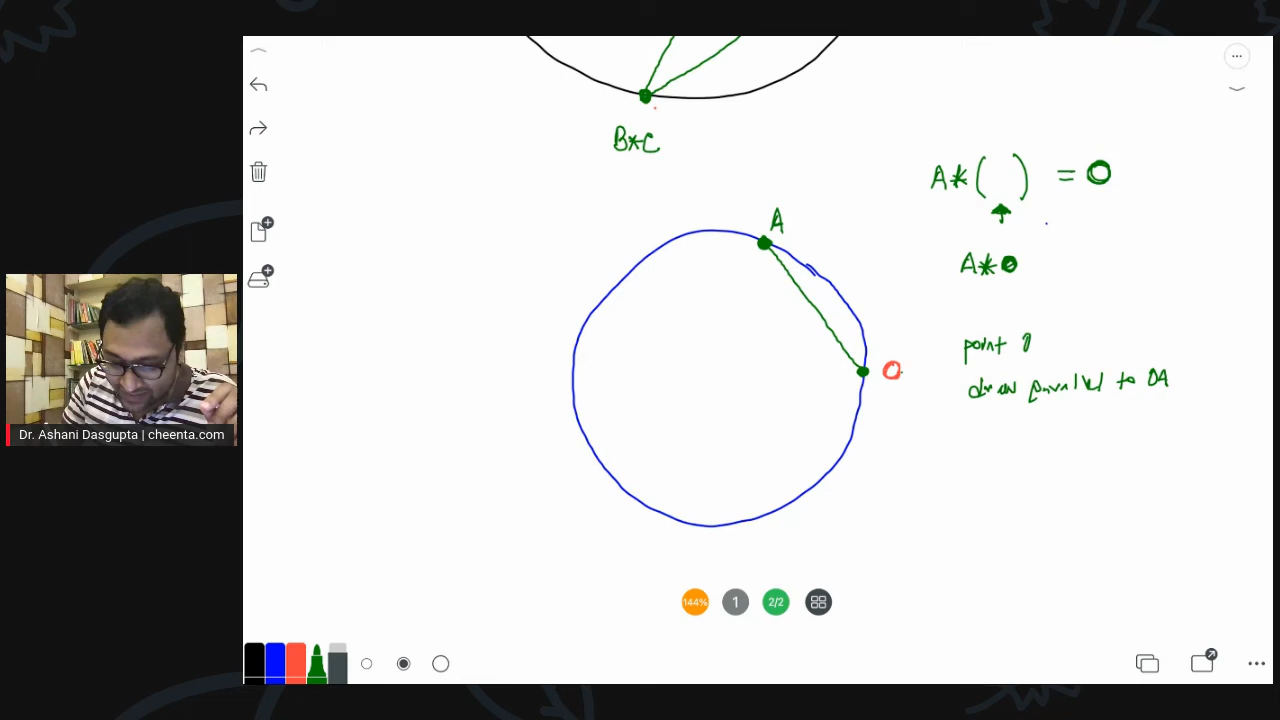 B*C
A*( ) = O
A
A*O
point O
draw parallel to OA
O
Dr. Ashani Dasgupta | cheenta.com
144%
1
2/2